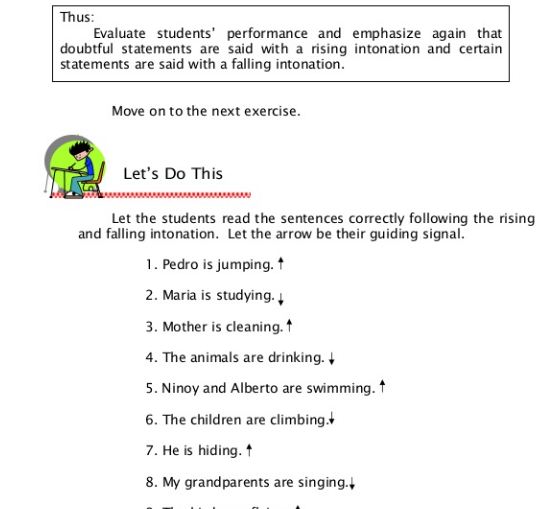 Thus:
Evaluate students' performance and emphasize again that
doubtful statements are said with a rising intonation and certain
statements are said with a falling intonation.
Move on to the next exercise.
Let's Do This
Let the students read the sentences correctly following the rising
and falling intonation. Let the arrow be their guiding signal.
1. Pedro is jumping. ↑
2. Maria is studying. ↓
3. Mother is cleaning. ↑
4. The animals are drinking. ↓
5. Ninoy and Alberto are swimming. ↑
6. The children are climbing. ↓
7. He is hiding. ↑
8. My grandparents are singing. ↓